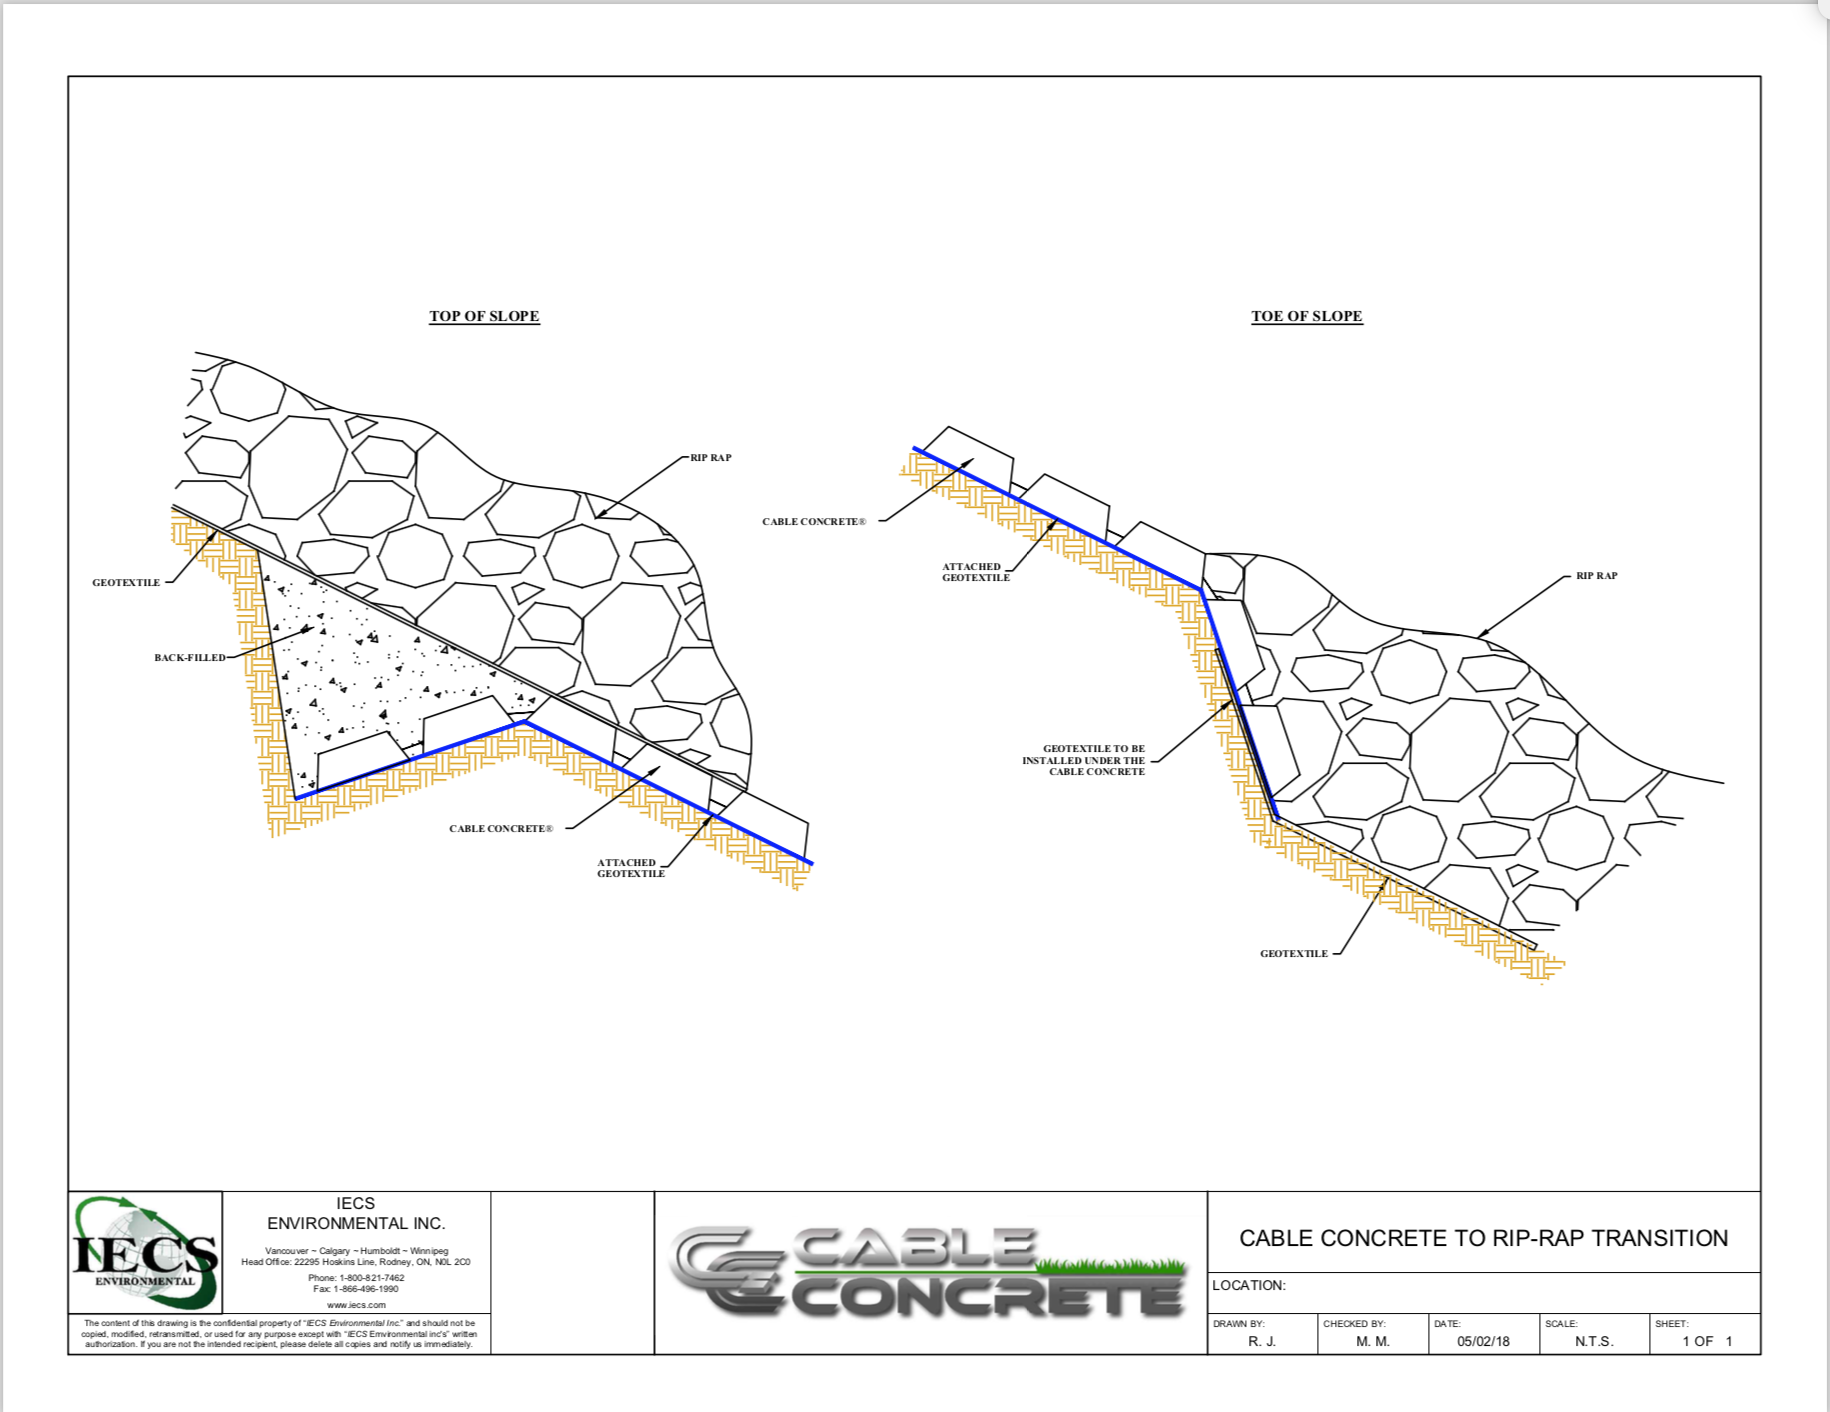 TOP OF SLOPE
TOE OF SLOPE
RIP RAP
GEOTEXTILE
BACK-FILLED
CABLE CONCRETE®
ATTACHED
GEOTEXTILE
CABLE CONCRETE®
ATTACHED
GEOTEXTILE
RIP RAP
GEOTEXTILE TO BE
INSTALLED UNDER THE
CABLE CONCRETE
GEOTEXTILE
IECS
ENVIRONMENTAL
IECS
ENVIRONMENTAL INC.
Vancouver ~ Calgary ~ Humboldt ~ Winnipeg
Head Office: 22295 Hoskins Line, Rodney, ON, N0L 2C0
Phone: 1-800-821-7462
Fax: 1-866-496-1990
www.iecs.com
The content of this drawing is the confidential property of "IECS Environmental Inc." and should not be
copied, modified, retransmitted, or used for any purpose except with "IECS Environmental inc's" written
authorization. If you are not the intended recipient, please delete all copies and notify us immediately.
CABLE
CONCRETE
CABLE CONCRETE TO RIP-RAP TRANSITION
LOCATION:
DRAWN BY:
R. J.
CHECKED BY:
M. M.
DATE:
05/02/18
SCALE:
N.T.S.
SHEET:
1 OF 1